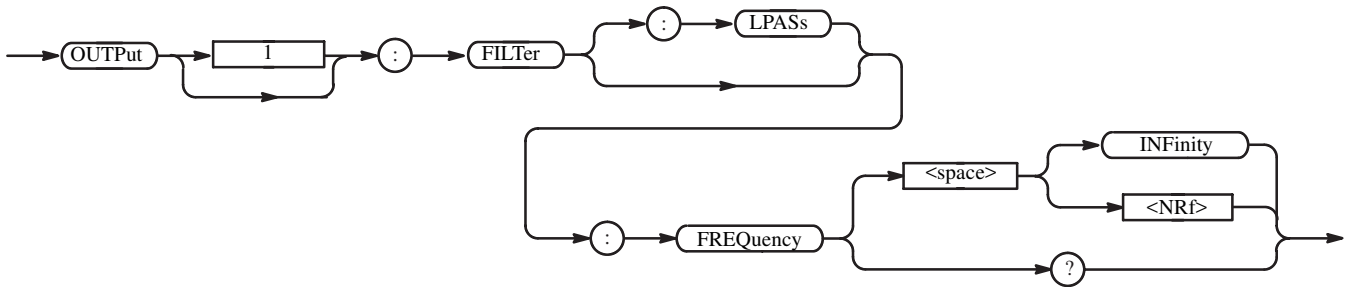 OUTPut 1 : FILTer : LPASs
: FREQuency <space> INFinity
<NRf>
?